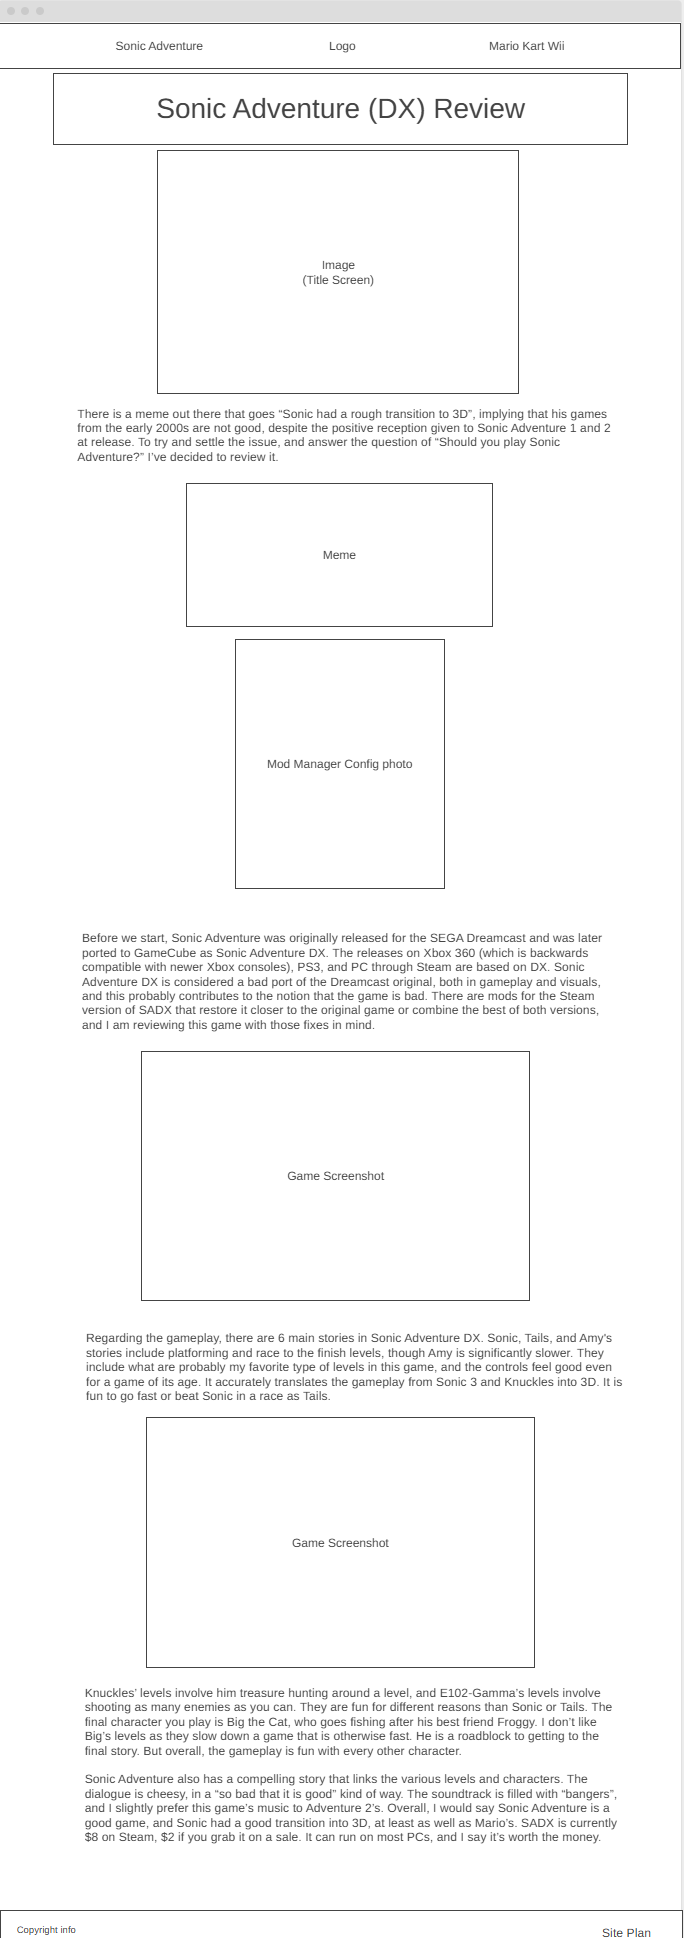 Sonic Adventure Logo Mario Kart Wii
Sonic Adventure (DX) Review
Image
(Title Screen)
There is a meme out there that goes “Sonic had a rough transition to 3D”, implying that his games
from the early 2000s are not good, despite the positive reception given to Sonic Adventure 1 and 2
at release. To try and settle the issue, and answer the question of “Should you play Sonic
Adventure?” I’ve decided to review it.
Meme
Mod Manager Config photo
Before we start, Sonic Adventure was originally released for the SEGA Dreamcast and was later
ported to GameCube as Sonic Adventure DX. The releases on Xbox 360 (which is backwards
compatible with newer Xbox consoles), PS3, and PC through Steam are based on DX. Sonic
Adventure DX is considered a bad port of the Dreamcast original, both in gameplay and visuals,
and this probably contributes to the notion that the game is bad. There are mods for the Steam
version of SADX that restore it closer to the original game or combine the best of both versions,
and I am reviewing this game with those fixes in mind.
Game Screenshot
Regarding the gameplay, there are 6 main stories in Sonic Adventure DX. Sonic, Tails, and Amy’s
stories include platforming and race to the finish levels, though Amy is significantly slower. They
include what are probably my favorite type of levels in this game, and the controls feel good even
for a game of its age. It accurately translates the gameplay from Sonic 3 and Knuckles into 3D. It is
fun to go fast or beat Sonic in a race as Tails.
Game Screenshot
Knuckles’ levels involve him treasure hunting around a level, and E102-Gamma’s levels involve
shooting as many enemies as you can. They are fun for different reasons than Sonic or Tails. The
final character you play is Big the Cat, who goes fishing after his best friend Froggy. I don’t like
Big’s levels as they slow down a game that is otherwise fast. He is a roadblock to getting to the
final story. But overall, the gameplay is fun with every other character.
Sonic Adventure also has a compelling story that links the various levels and characters. The
dialogue is cheesy, in a “so bad that it is good” kind of way. The soundtrack is filled with “bangers”,
and I slightly prefer this game’s music to Adventure 2’s. Overall, I would say Sonic Adventure is a
good game, and Sonic had a good transition into 3D, at least as well as Mario’s. SADX is currently
$8 on Steam, $2 if you grab it on a sale. It can run on most PCs, and I say it’s worth the money.
Copyright info Site Plan